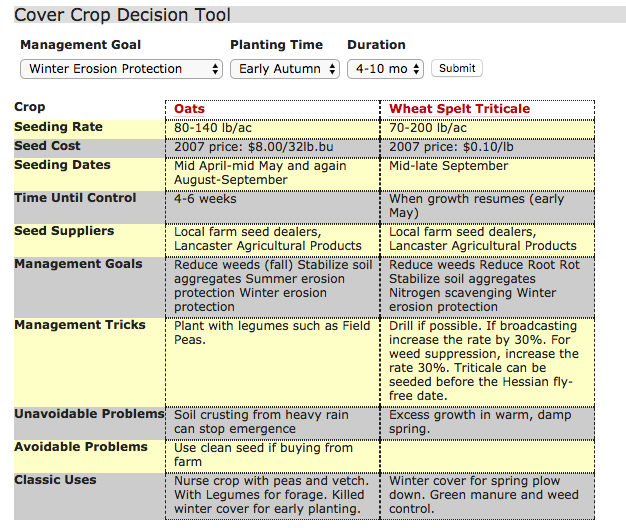 Cover Crop Decision Tool
Management Goal Planting Time Duration
Winter Erosion Protection Early Autumn 4-10 mo Submit
Crop Oats Wheat Spelt Triticale
Seeding Rate 80-140 lb/ac 70-200 lb/ac
Seed Cost 2007 price: $8.00/32lb.bu 2007 price: $0.10/lb
Seeding Dates Mid April-mid May and again Mid-late September
August-September
Time Until Control 4-6 weeks When growth resumes (early
May)
Seed Suppliers Local farm seed dealers, Local farm seed dealers,
Lancaster Agricultural Products Lancaster Agricultural Products
Management Goals Reduce weeds (fall) Stabilize soil Reduce weeds Reduce Root Rot
aggregates Summer erosion Stabilize soil aggregates
protection Winter erosion Nitrogen scavenging Winter
protection erosion protection
Management Tricks Plant with legumes such as Field Drill if possible. If broadcasting
Peas. increase the rate by 30%. For
weed suppression, increase the
rate 30%. Triticale can be
seeded before the Hessian fly-
free date.
Unavoidable Problems Soil crusting from heavy rain Excess growth in warm, damp
can stop emergence spring.
Avoidable Problems Use clean seed if buying from
farm
Classic Uses Nurse crop with peas and vetch. Winter cover for spring plow
With Legumes for forage. Killed down. Green manure and weed
winter cover for early planting. control.